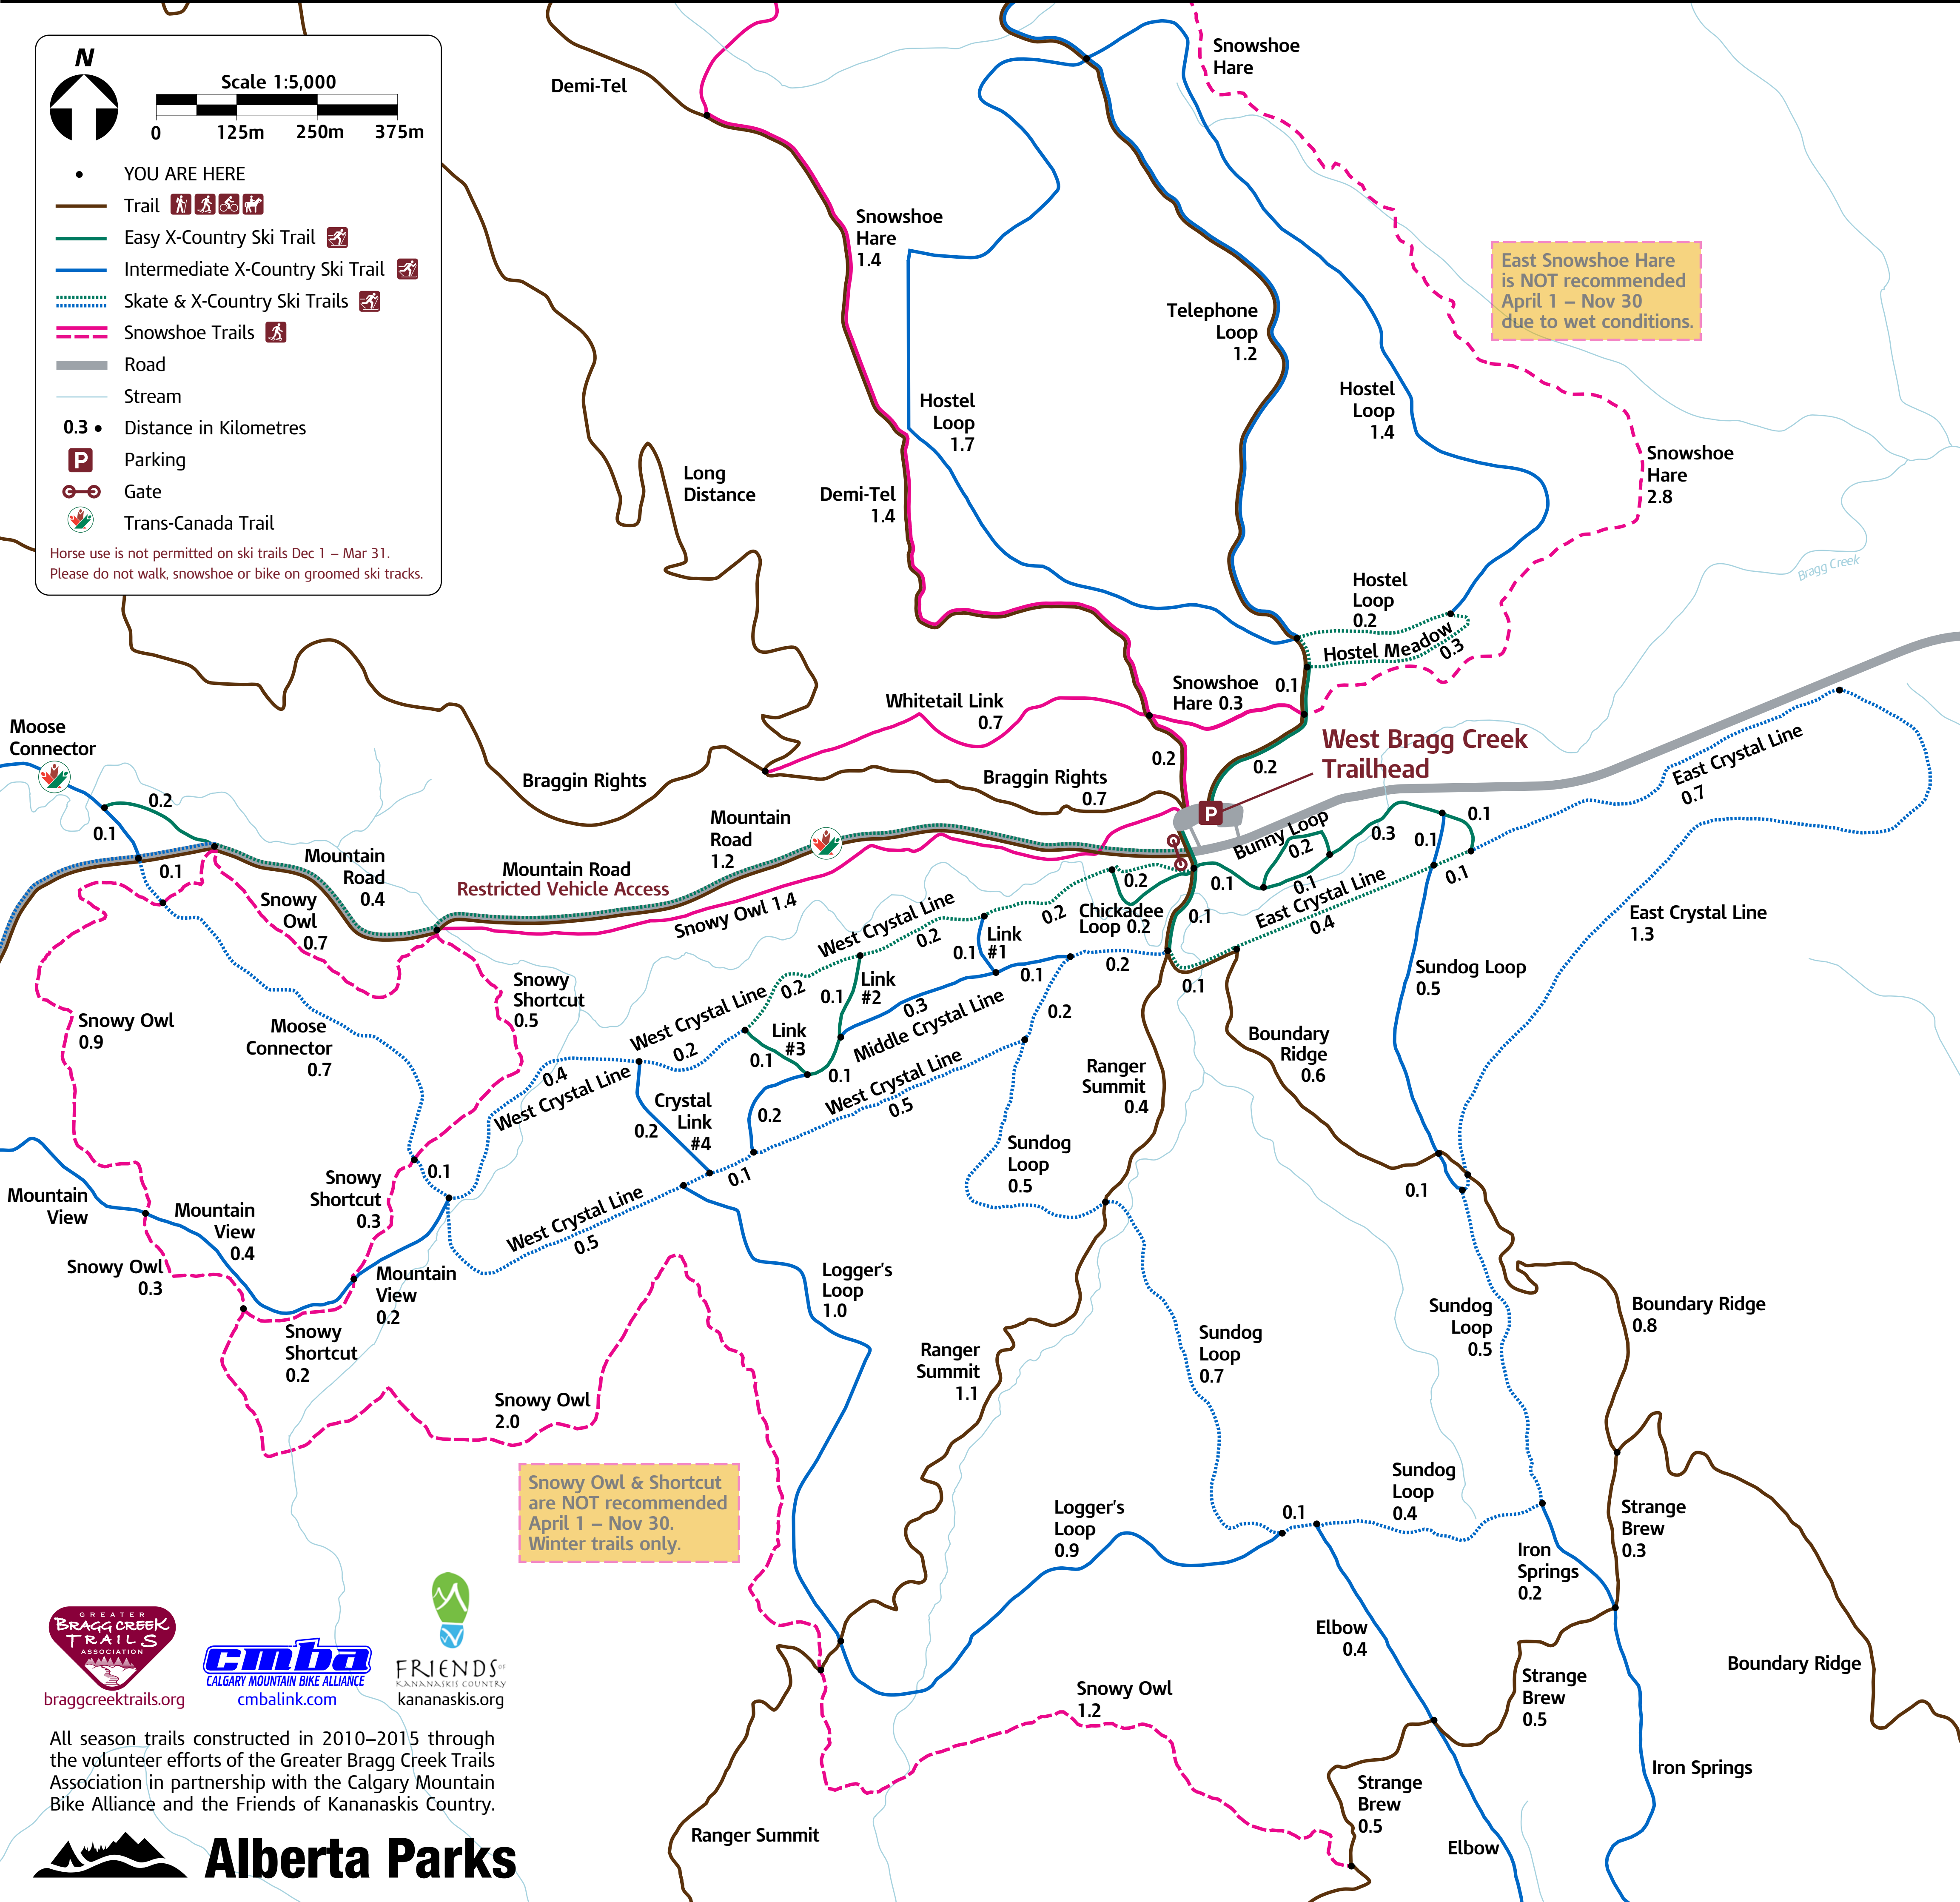 N
Scale 1:5,000
0 125m 250m 375m
YOU ARE HERE
Trail
Easy X-Country Ski Trail
Intermediate X-Country Ski Trail
Skate & X-Country Ski Trails
Snowshoe Trails
Road
Stream
0.3 • Distance in Kilometres
P Parking
Gate
Trans-Canada Trail
Horse use is not permitted on ski trails Dec 1 – Mar 31.
Please do not walk, snowshoe or bike on groomed ski tracks.
Demi-Tel
Snowshoe
Hare
Snowshoe
Hare
1.4
East Snowshoe Hare
is NOT recommended
April 1 – Nov 30
due to wet conditions.
Telephone
Loop
1.2
Hostel
Loop
1.4
Hostel
Loop
1.7
Long
Distance
Demi-Tel
1.4
Snowshoe
Hare
2.8
Bragg Creek
Hostel
Loop
0.2
Hostel Meadow
0.3
Snowshoe
Hare 0.3
0.1
Whitetail Link
0.7
0.2
0.2
West Bragg Creek
Trailhead
P
East Crystal Line
0.7
Moose
Connector
0.2
0.1
0.1
Braggin Rights
Braggin Rights
0.7
Mountain
Road
1.2
Mountain
Road
0.4
Mountain Road
Restricted Vehicle Access
Snowy Owl 1.4
Snowy
Owl
0.7
Bunny Loop
0.2
0.3
0.1
0.1
0.1
0.1
0.1
East Crystal Line
0.4
0.2
Chickadee
Loop 0.2
0.1
0.1
West Crystal Line
0.2
0.2
Link
#1
0.1
0.1
0.2
Link
#2
0.1
0.3
Middle Crystal Line
0.2
0.2
West Crystal Line
0.2
Link
#3
0.1
0.1
West Crystal Line
0.5
0.2
West Crystal Line
0.4
Crystal
Link
#4
0.2
0.1
West Crystal Line
0.5
Snowy
Shortcut
0.5
Snowy Owl
0.9
Moose
Connector
0.7
0.1
Snowy
Shortcut
0.3
Mountain
View
Mountain
View
0.4
Snowy Owl
0.3
Mountain
View
0.2
Snowy
Shortcut
0.2
East Crystal Line
1.3
Sundog Loop
0.5
Boundary
Ridge
0.6
Ranger
Summit
0.4
Sundog
Loop
0.5
0.1
Logger's
Loop
1.0
Boundary Ridge
0.8
Sundog
Loop
0.5
Sundog
Loop
0.7
Ranger
Summit
1.1
Snowy Owl
2.0
Snowy Owl & Shortcut
are NOT recommended
April 1 – Nov 30.
Winter trails only.
Sundog
Loop
0.4
0.1
Logger's
Loop
0.9
Strange
Brew
0.3
Iron
Springs
0.2
Elbow
0.4
Boundary Ridge
Strange
Brew
0.5
Snowy Owl
1.2
Iron Springs
Strange
Brew
0.5
Elbow
Ranger Summit
GREATER
BRAGG CREEK
TRAILS
ASSOCIATION
braggcreektrails.org
cmba
CALGARY MOUNTAIN BIKE ALLIANCE
cmbalink.com
FRIENDS OF
KANANASKIS COUNTRY
kananaskis.org
All season trails constructed in 2010–2015 through
the volunteer efforts of the Greater Bragg Creek Trails
Association in partnership with the Calgary Mountain
Bike Alliance and the Friends of Kananaskis Country.
Alberta Parks